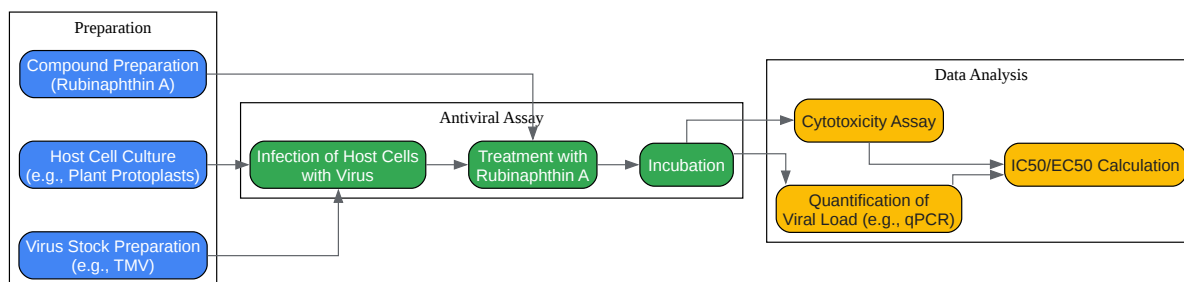 Preparation
Compound Preparation
(Rubinaphthin A)
Host Cell Culture
(e.g., Plant Protoplasts)
Virus Stock Preparation
(e.g., TMV)
Antiviral Assay
Infection of Host Cells
with Virus
Treatment with
Rubinaphthin A
Incubation
Data Analysis
Cytotoxicity Assay
Quantification of
Viral Load (e.g., qPCR)
IC50/EC50 Calculation